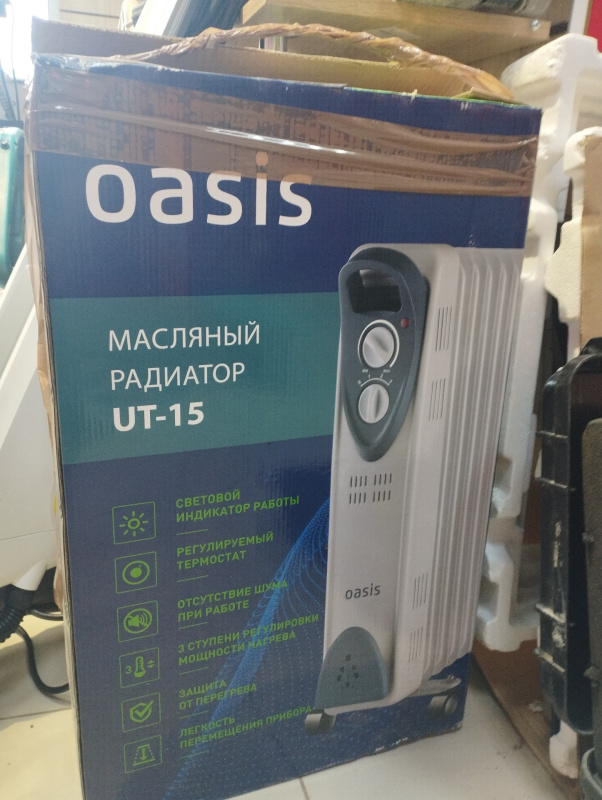 oasis
МАСЛЯНЫЙ
РАДИАТОР
UT-15
СВЕТОВОЙ
ИНДИКАТОР РАБОТЫ
РЕГУЛИРУЕМЫЙ
ТЕРМОСТАТ
ОТСУТСТВИЕ ШУМА
ПРИ РАБОТЕ
3
3 СТУПЕНИ РЕГУЛИРОВКИ
МОЩНОСТИ НАГРЕВА
ЗАЩИТА
ОТ ПЕРЕГРЕВА
ЛЕГКОСТЬ
ПЕРЕМЕЩЕНИЯ ПРИБОРА
oasis